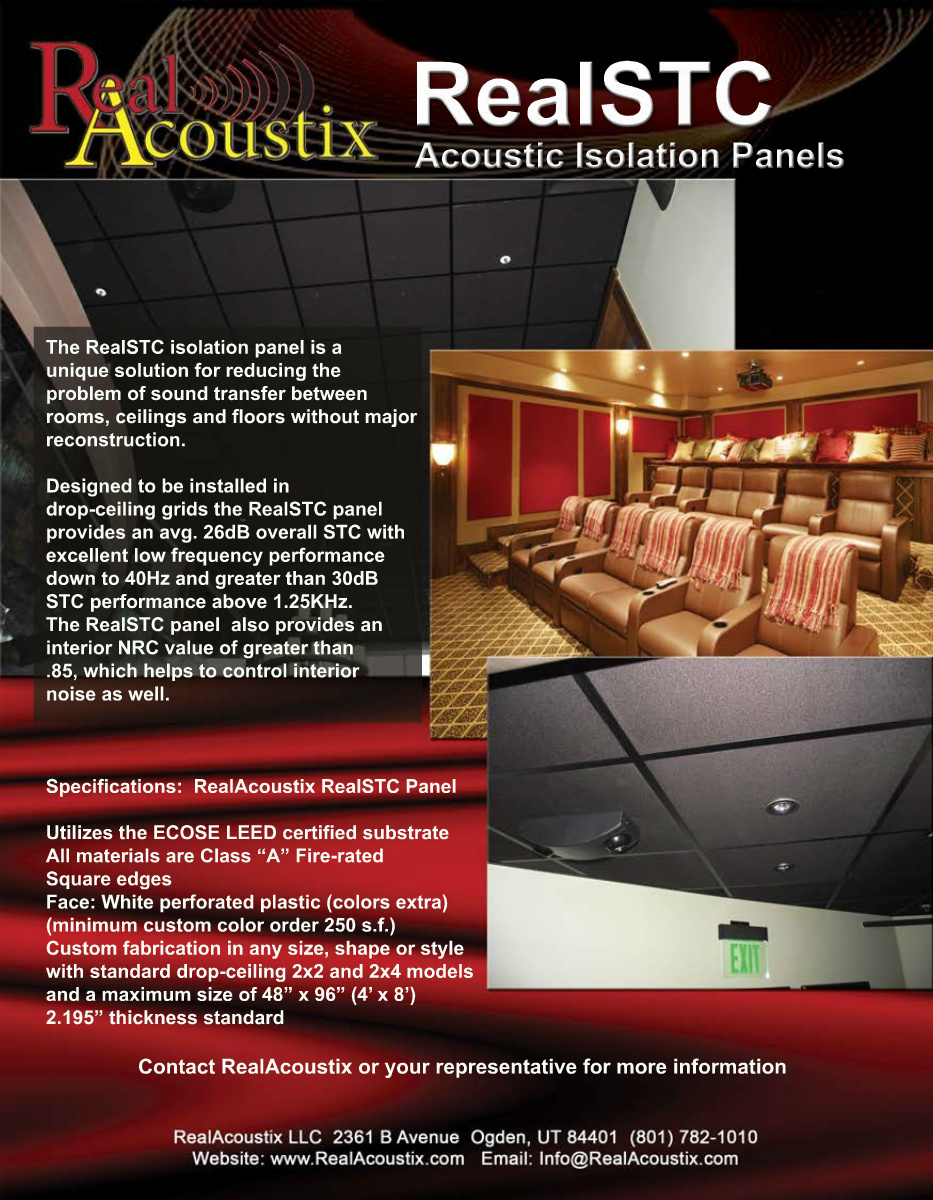 Real
Acoustix
RealSTC
Acoustic Isolation Panels
The RealSTC isolation panel is a
unique solution for reducing the
problem of sound transfer between
rooms, ceilings and floors without major
reconstruction.
Designed to be installed in
drop-ceiling grids the RealSTC panel
provides an avg. 26dB overall STC with
excellent low frequency performance
down to 40Hz and greater than 30dB
STC performance above 1.25KHz.
The RealSTC panel  also provides an
interior NRC value of greater than
.85, which helps to control interior
noise as well.
Specifications:  RealAcoustix RealSTC Panel
Utilizes the ECOSE LEED certified substrate
All materials are Class “A” Fire-rated
Square edges
Face: White perforated plastic (colors extra)
(minimum custom color order 250 s.f.)
Custom fabrication in any size, shape or style
with standard drop-ceiling 2x2 and 2x4 models
and a maximum size of 48” x 96” (4’ x 8’)
2.195” thickness standard
EXIT
Contact RealAcoustix or your representative for more information
RealAcoustix LLC  2361 B Avenue  Ogden, UT 84401  (801) 782-1010
Website: www.RealAcoustix.com   Email: Info@RealAcoustix.com